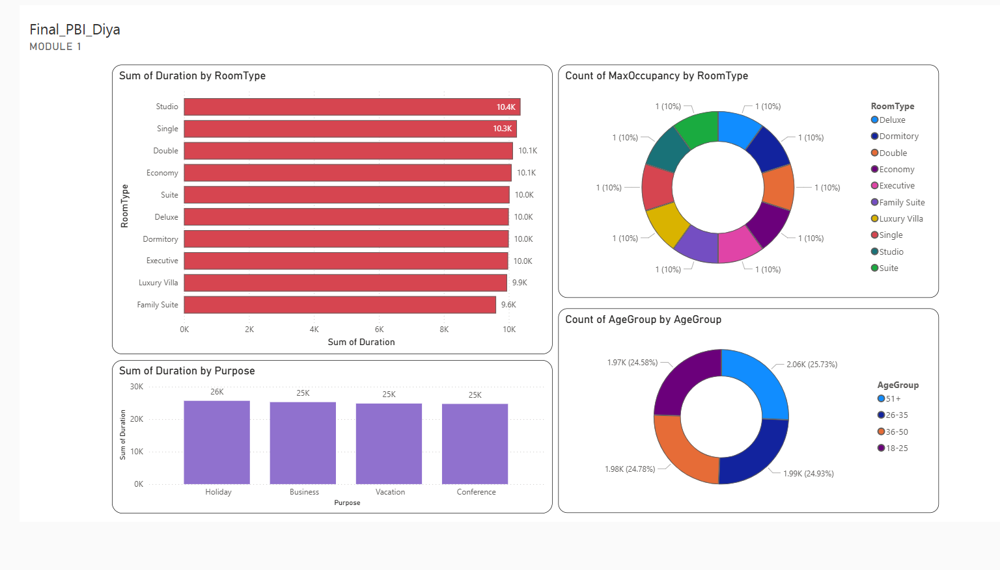 Final_PBI_Diya
MODULE 1
Sum of Duration by RoomType
RoomType
Studio 10.4K
Single 10.3K
Double 10.1K
Economy 10.1K
Suite 10.0K
Deluxe 10.0K
Dormitory 10.0K
Executive 10.0K
Luxury Villa 9.9K
Family Suite 9.6K
0K 2K 4K 6K 8K 10K
Sum of Duration
Sum of Duration by Purpose
Sum of Duration
30K
20K
10K
0K
26K 25K 25K 25K
Holiday Business Vacation Conference
Purpose
Count of MaxOccupancy by RoomType
1 (10%) 1 (10%)
1 (10%) 1 (10%)
1 (10%) 1 (10%)
1 (10%) 1 (10%)
1 (10%) 1 (10%)
RoomType
Deluxe
Dormitory
Double
Economy
Executive
Family Suite
Luxury Villa
Single
Studio
Suite
Count of AgeGroup by AgeGroup
1.97K (24.58%) 2.06K (25.73%)
1.98K (24.78%) 1.99K (24.93%)
AgeGroup
51+
26-35
36-50
18-25